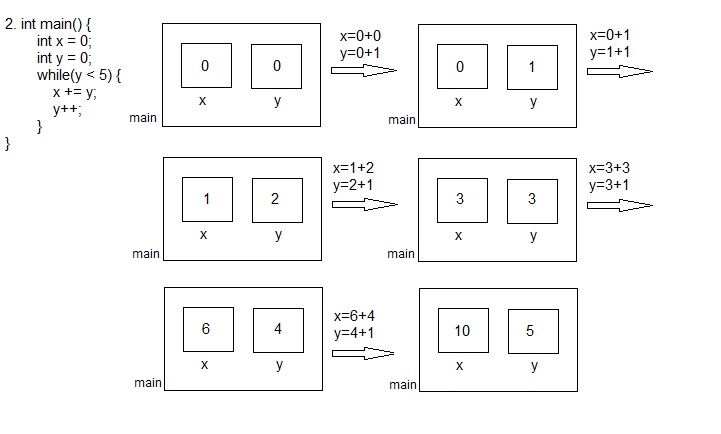 2. int main() {
int x = 0;
int y = 0;
while(y < 5) {
x += y;
y++;
}
}
0 0
x y
main
x=0+0
y=0+1
0 1
x y
main
x=0+1
y=1+1
1 2
x y
main
x=1+2
y=2+1
3 3
x y
main
x=3+3
y=3+1
6 4
x y
main
x=6+4
y=4+1
10 5
x y
main